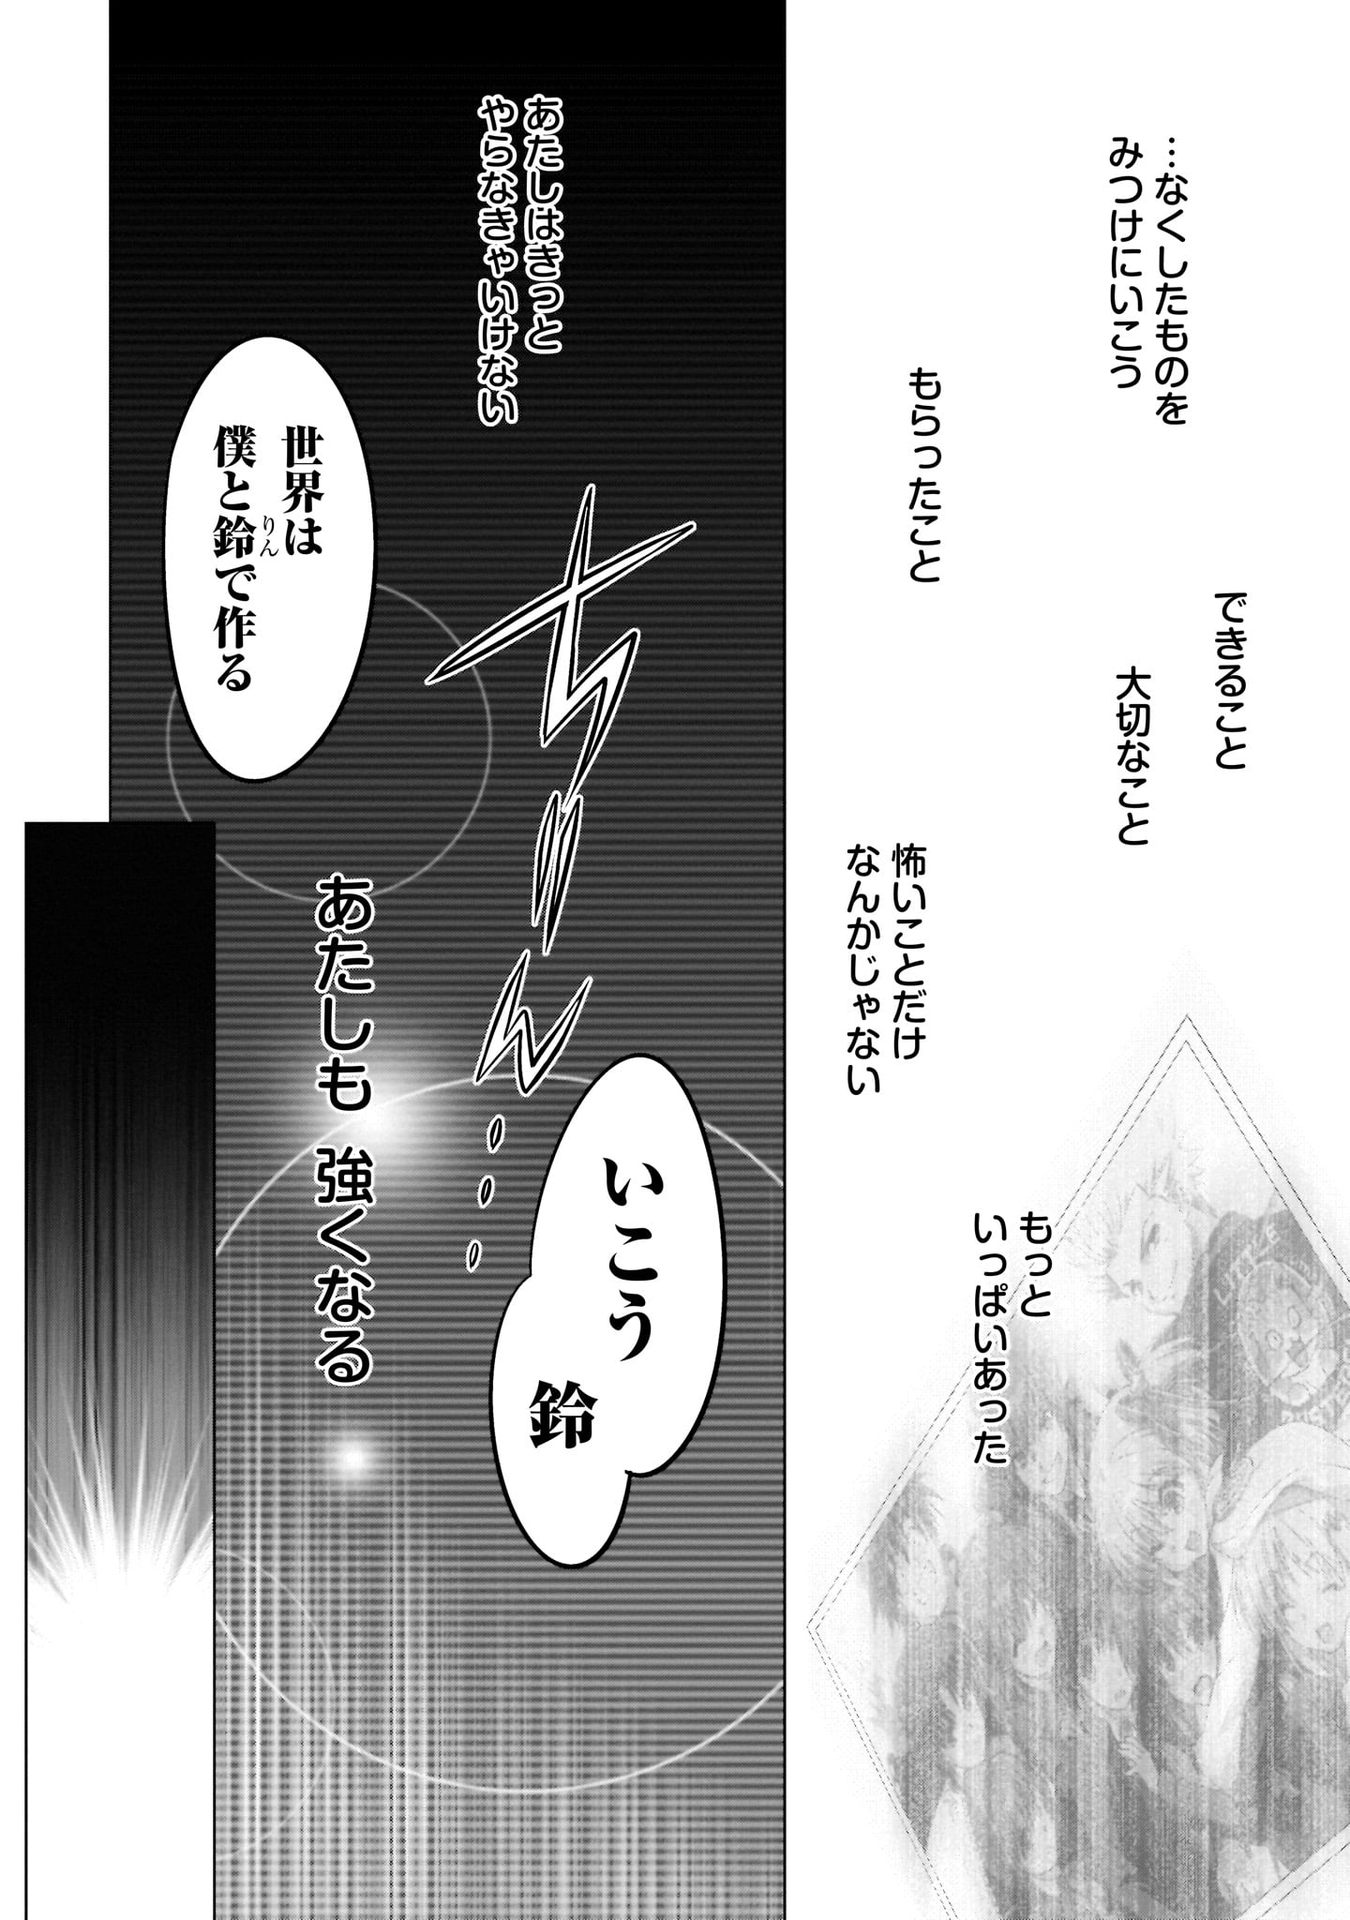 …なくしたものを
みつけにいこう
できること
大切なこと
もらったこと
怖いことだけ
なんかじゃない
もっと
いっぱいあった
LITTLE
あたしはきっと
やらなきゃいけない
ちりーん...
いこう
鈴
世界は
僕と鈴で作る
りん
あたしも 強くなる